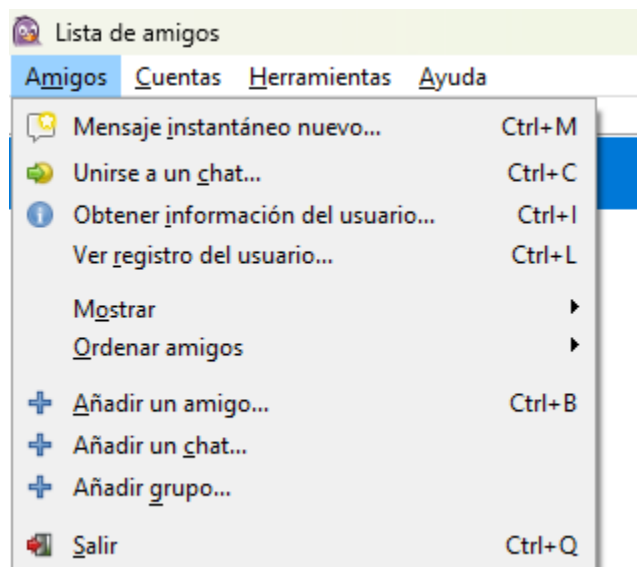 Lista de amigos
Amigos Cuentas Herramientas Ayuda
Mensaje instantáneo nuevo... Ctrl+M
Unirse a un chat... Ctrl+C
Obtener información del usuario... Ctrl+I
Ver registro del usuario... Ctrl+L
Mostrar
Ordenar amigos
Añadir un amigo... Ctrl+B
Añadir un chat...
Añadir grupo...
Salir Ctrl+Q